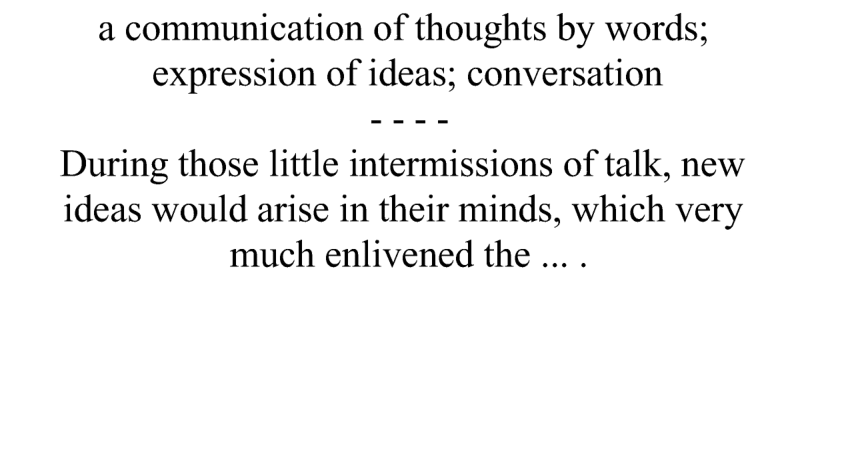 a communication of thoughts by words;
expression of ideas; conversation
- - - -
During those little intermissions of talk, new
ideas would arise in their minds, which very
much enlivened the ... .